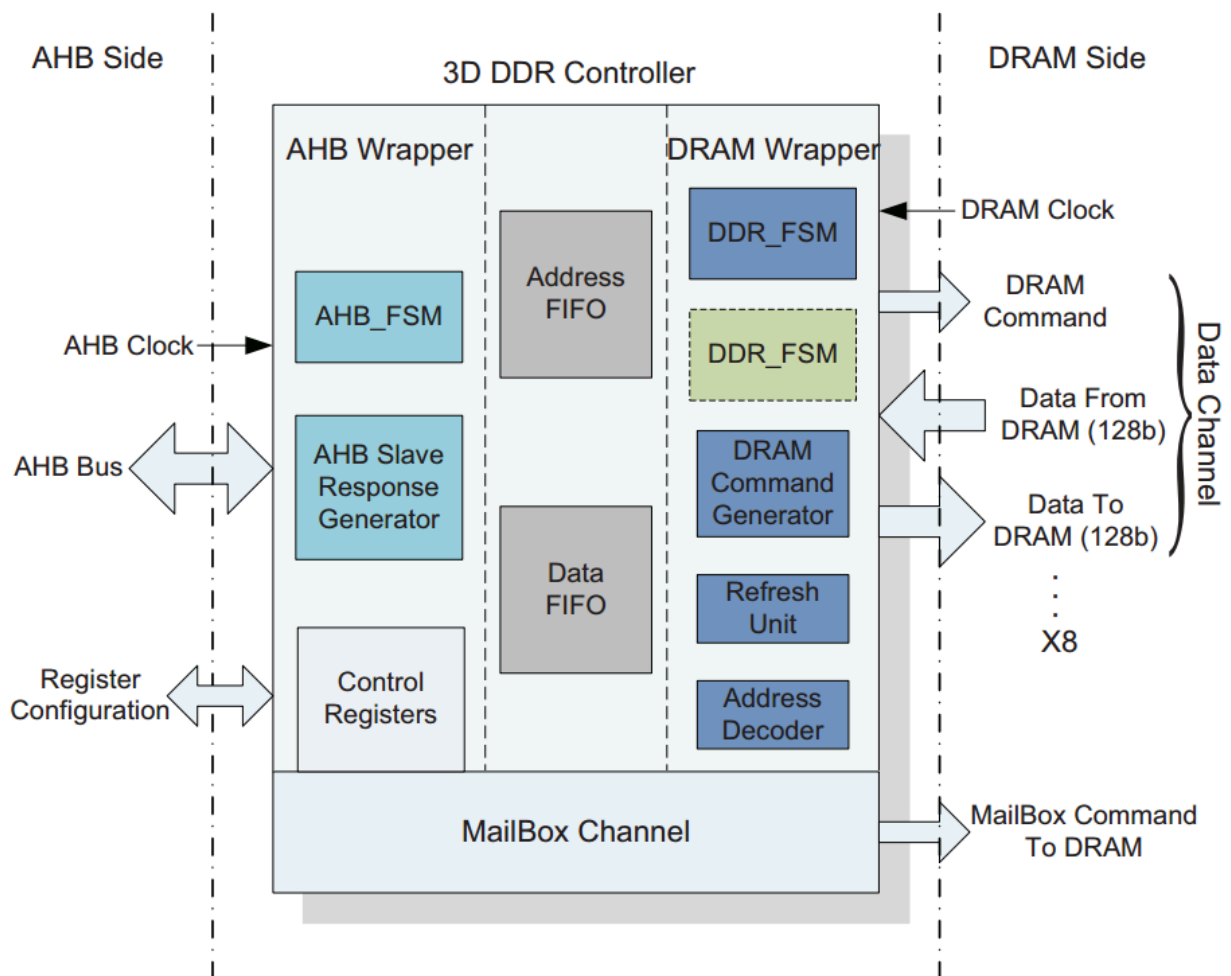 AHB Side
3D DDR Controller
DRAM Side
AHB Wrapper
DRAM Wrapper
DDR_FSM
DRAM Clock
Address
FIFO
AHB_FSM
DRAM
Command
AHB Clock
DDR_FSM
Data Channel
Data From
DRAM (128b)
AHB Bus
AHB Slave
Response
Generator
DRAM
Command
Generator
Data To
DRAM (128b)
Data
FIFO
Refresh
Unit
X8
Register
Configuration
Control
Registers
Address
Decoder
MailBox Channel
MailBox Command
To DRAM